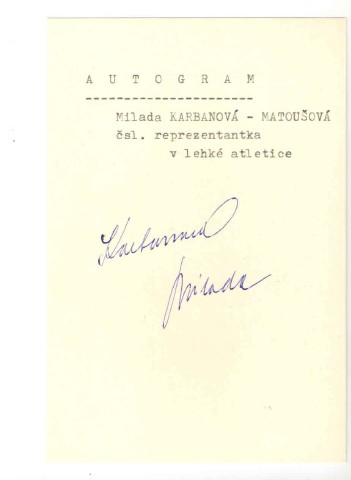 A U T O G R A M
---------------------
Milada KARBANOVÁ - MATOUŠOVÁ
čsl. reprezentantka
v lehké atletice
Karbanová
Milada